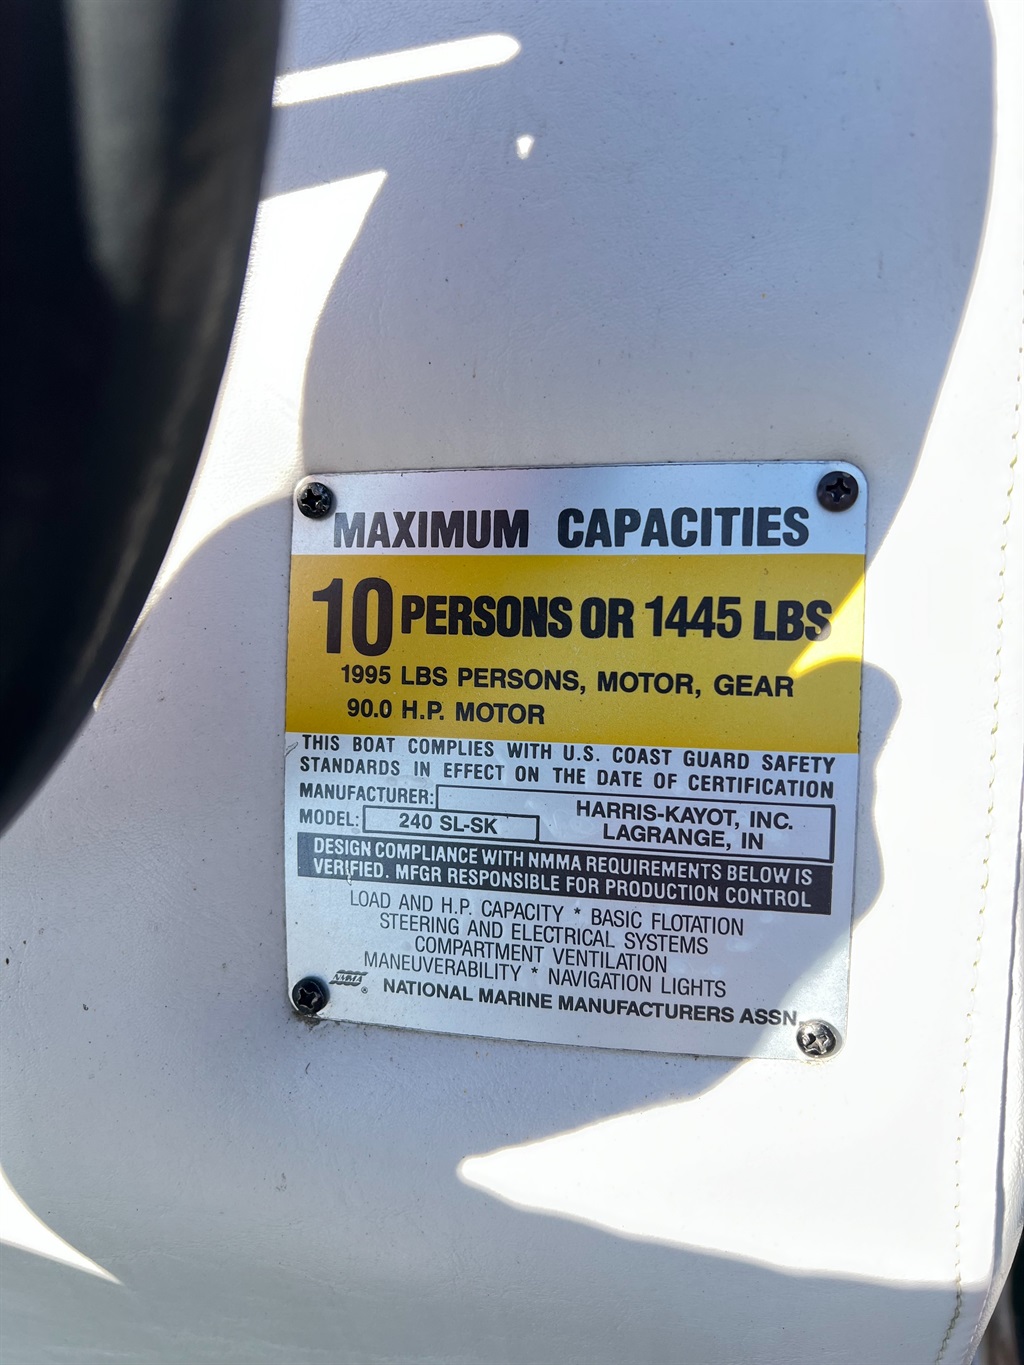 MAXIMUM CAPACITIES
10 PERSONS OR 1445 LBS
1995 LBS PERSONS, MOTOR, GEAR
90.0 H.P. MOTOR
THIS BOAT COMPLIES WITH U.S. COAST GUARD SAFETY
STANDARDS IN EFFECT ON THE DATE OF CERTIFICATION
MANUFACTURER: HARRIS-KAYOT, INC.
MODEL: 240 SL-SK LAGRANGE, IN
DESIGN COMPLIANCE WITH NMMA REQUIREMENTS BELOW IS
VERIFIED. MFGR RESPONSIBLE FOR PRODUCTION CONTROL
LOAD AND H.P. CAPACITY * BASIC FLOTATION
STEERING AND ELECTRICAL SYSTEMS
COMPARTMENT VENTILATION
MANEUVERABILITY * NAVIGATION LIGHTS
NMMA ® NATIONAL MARINE MANUFACTURERS ASSN.